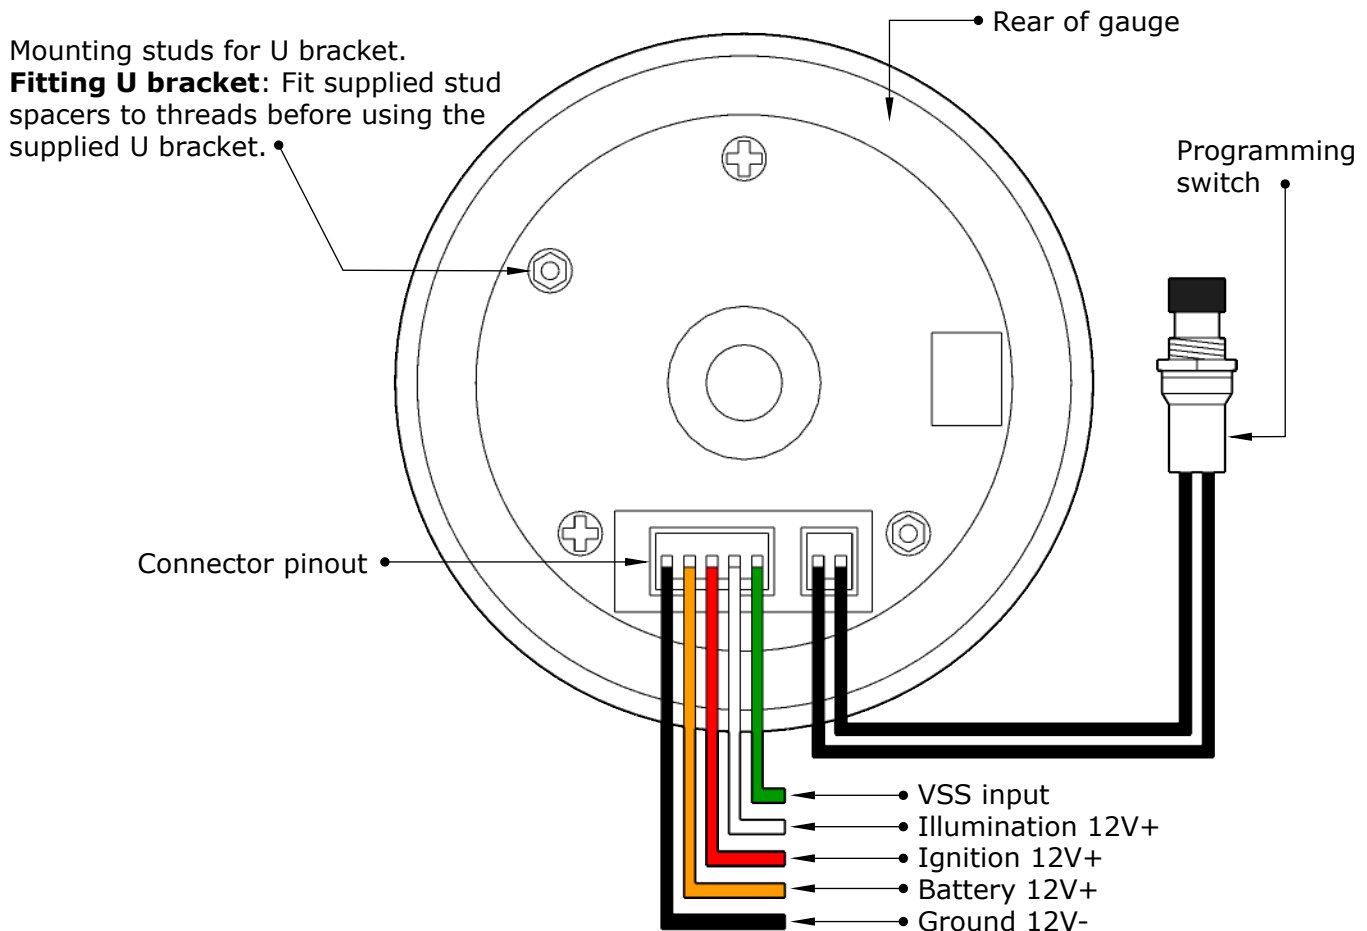 Rear of gauge
Mounting studs for U bracket.
Fitting U bracket: Fit supplied stud
spacers to threads before using the
supplied U bracket.
Programming
switch
Connector pinout
VSS input
Illumination 12V+
Ignition 12V+
Battery 12V+
Ground 12V-